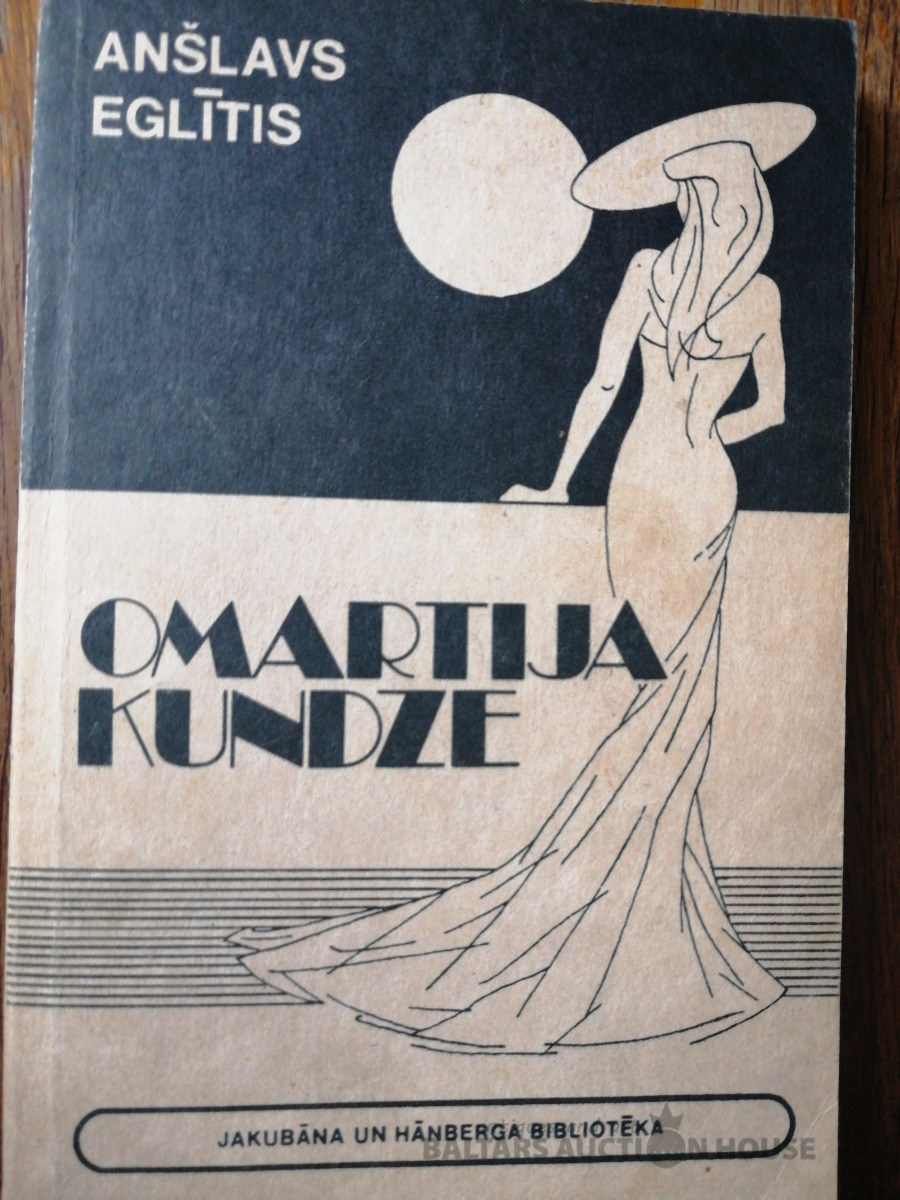 ANŠLAVS
EGLĪTIS
OMARTIJA
KUNDZE
JAKUBĀNA UN HĀNBERGA BIBLIOTĒKA
BALTARS AUCTION HOUSE